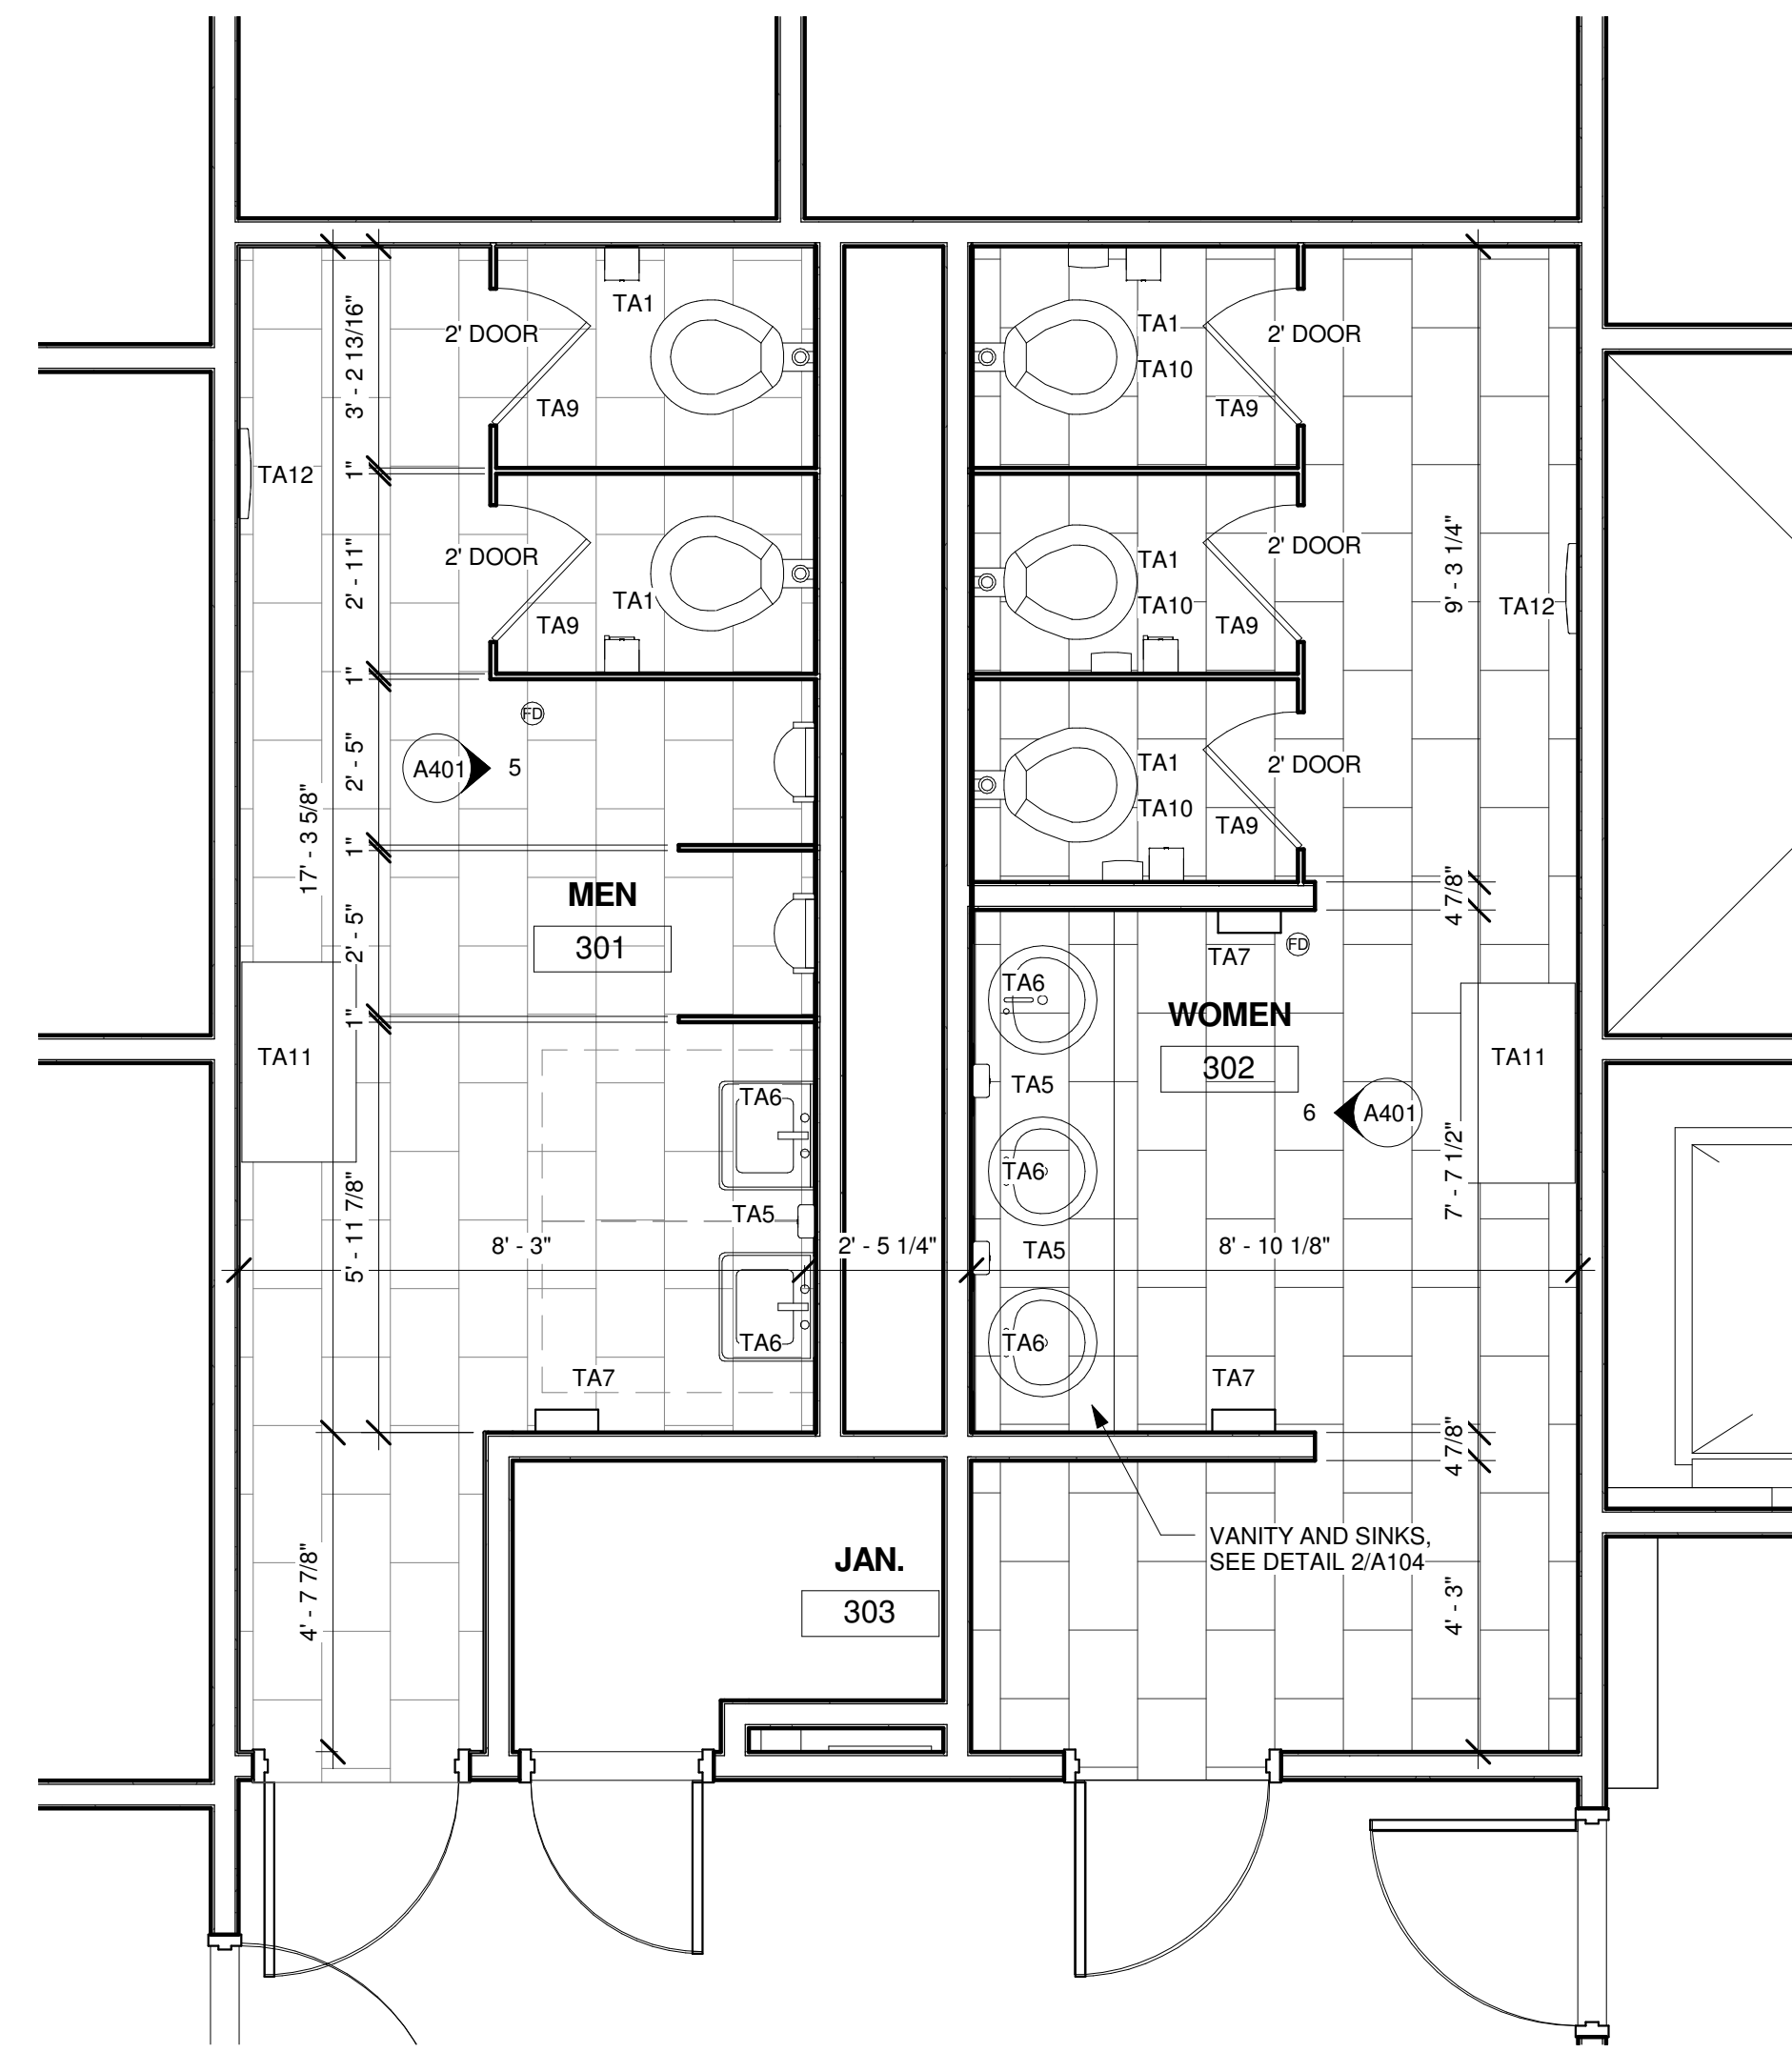 TA1
2' DOOR
TA9
3' - 2 13/16"
TA12
1"
2' DOOR
TA1
TA9
2' - 11"
1"
FD
A401
5
2' - 5"
17' - 3 5/8"
1"
MEN
301
2' - 5"
1"
TA11
TA6
TA5
5' - 11 7/8"
8' - 3"
2' - 5 1/4"
TA6
TA7
4' - 7 7/8"
JAN.
303
TA1
TA10
2' DOOR
TA9
TA1
TA10
2' DOOR
TA9
9' - 3 1/4"
TA12
TA1
TA10
2' DOOR
TA9
4 7/8"
TA7
FD
TA6
WOMEN
302
TA11
TA5
6
A401
TA6
7' - 7 1/2"
TA5
8' - 10 1/8"
TA6
TA7
4 7/8"
VANITY AND SINKS,
SEE DETAIL 2/A104
4' - 3"